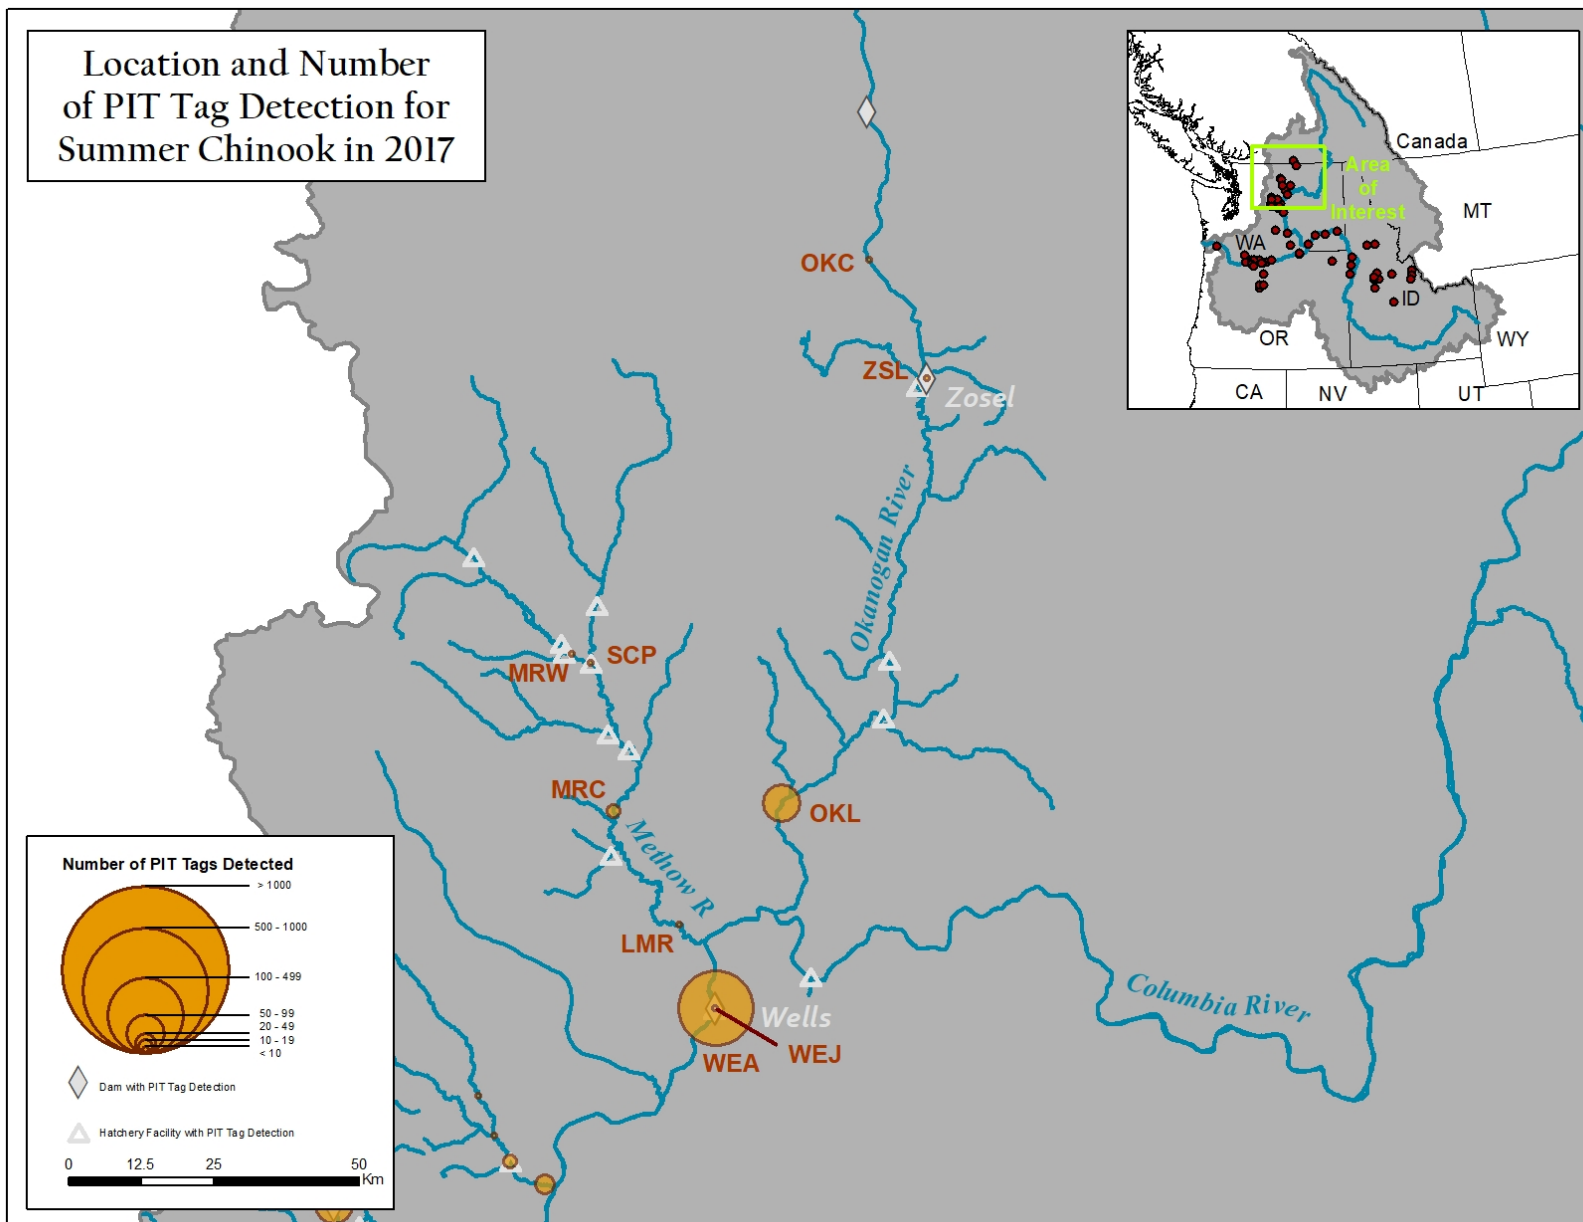 Location and Number
of PIT Tag Detection for
Summer Chinook in 2017
Canada
Area
of
Interest
MT
WA
ID
OR
WY
CA
NV
UT
OKC
ZSL
Zosel
Okanogan River
SCP
MRW
MRC
OKL
Methow R
LMR
Columbia River
Wells
WEJ
WEA
Number of PIT Tags Detected
> 1000
500 - 1000
100 - 499
50 - 99
20 - 49
10 - 19
< 10
Dam with PIT Tag Detection
Hatchery Facility with PIT Tag Detection
0 12.5 25 50
Km